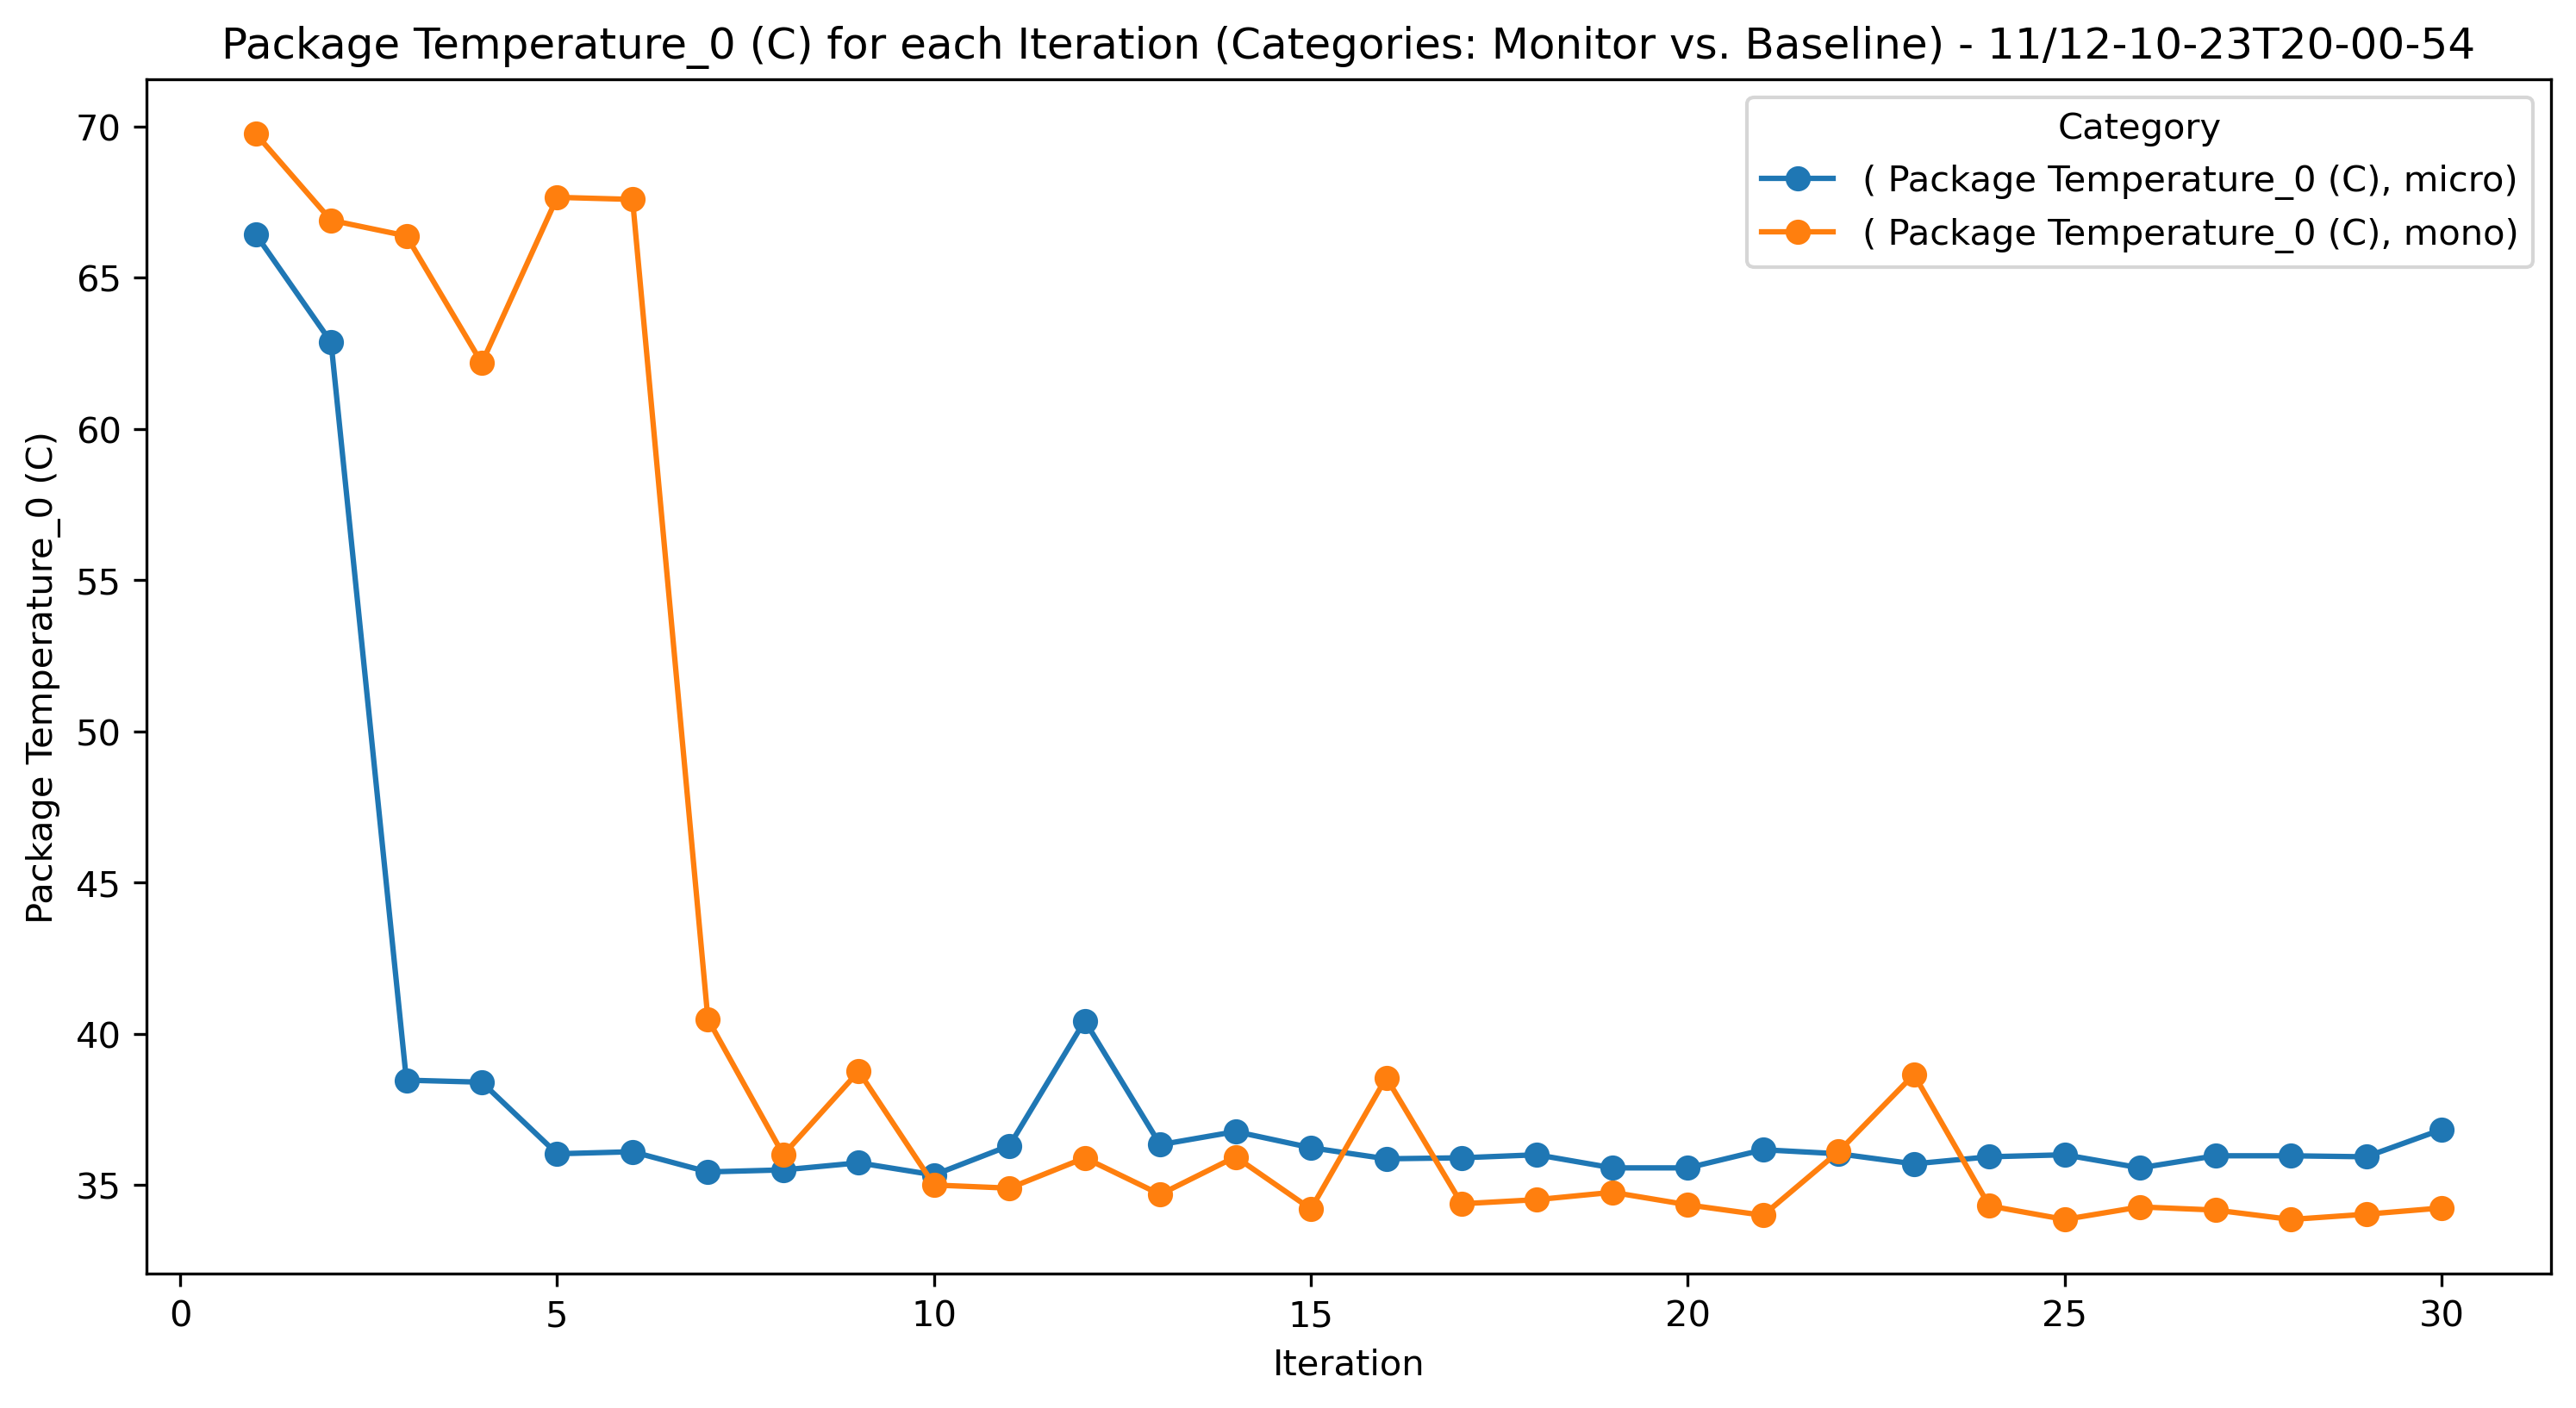 Package Temperature_0 (C) for each Iteration (Categories: Monitor vs. Baseline) - 11/12-10-23T20-00-54
Category
( Package Temperature_0 (C), micro)
( Package Temperature_0 (C), mono)
Package Temperature_0 (C)
70
65
60
55
50
45
40
35
0
5
10
15
20
25
30
Iteration